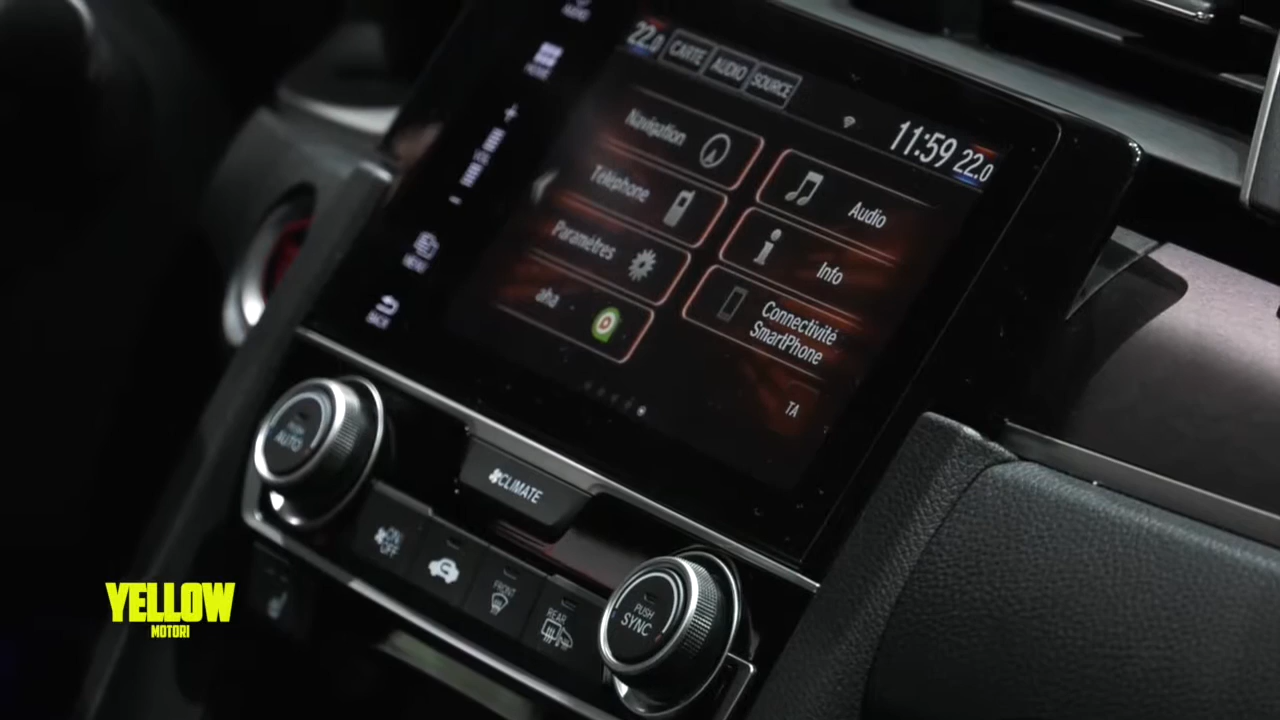 22.0
CARTE
AUDIO
SOURCE
11:59
22.0
Navigation
Téléphone
Paramètres
aha
Audio
Info
Connectivité
SmartPhone
TA
MENU
BACK
AUTO
CLIMATE
ON
OFF
FRONT
REAR
PUSH
SYNC
YELLOW
MOTORI